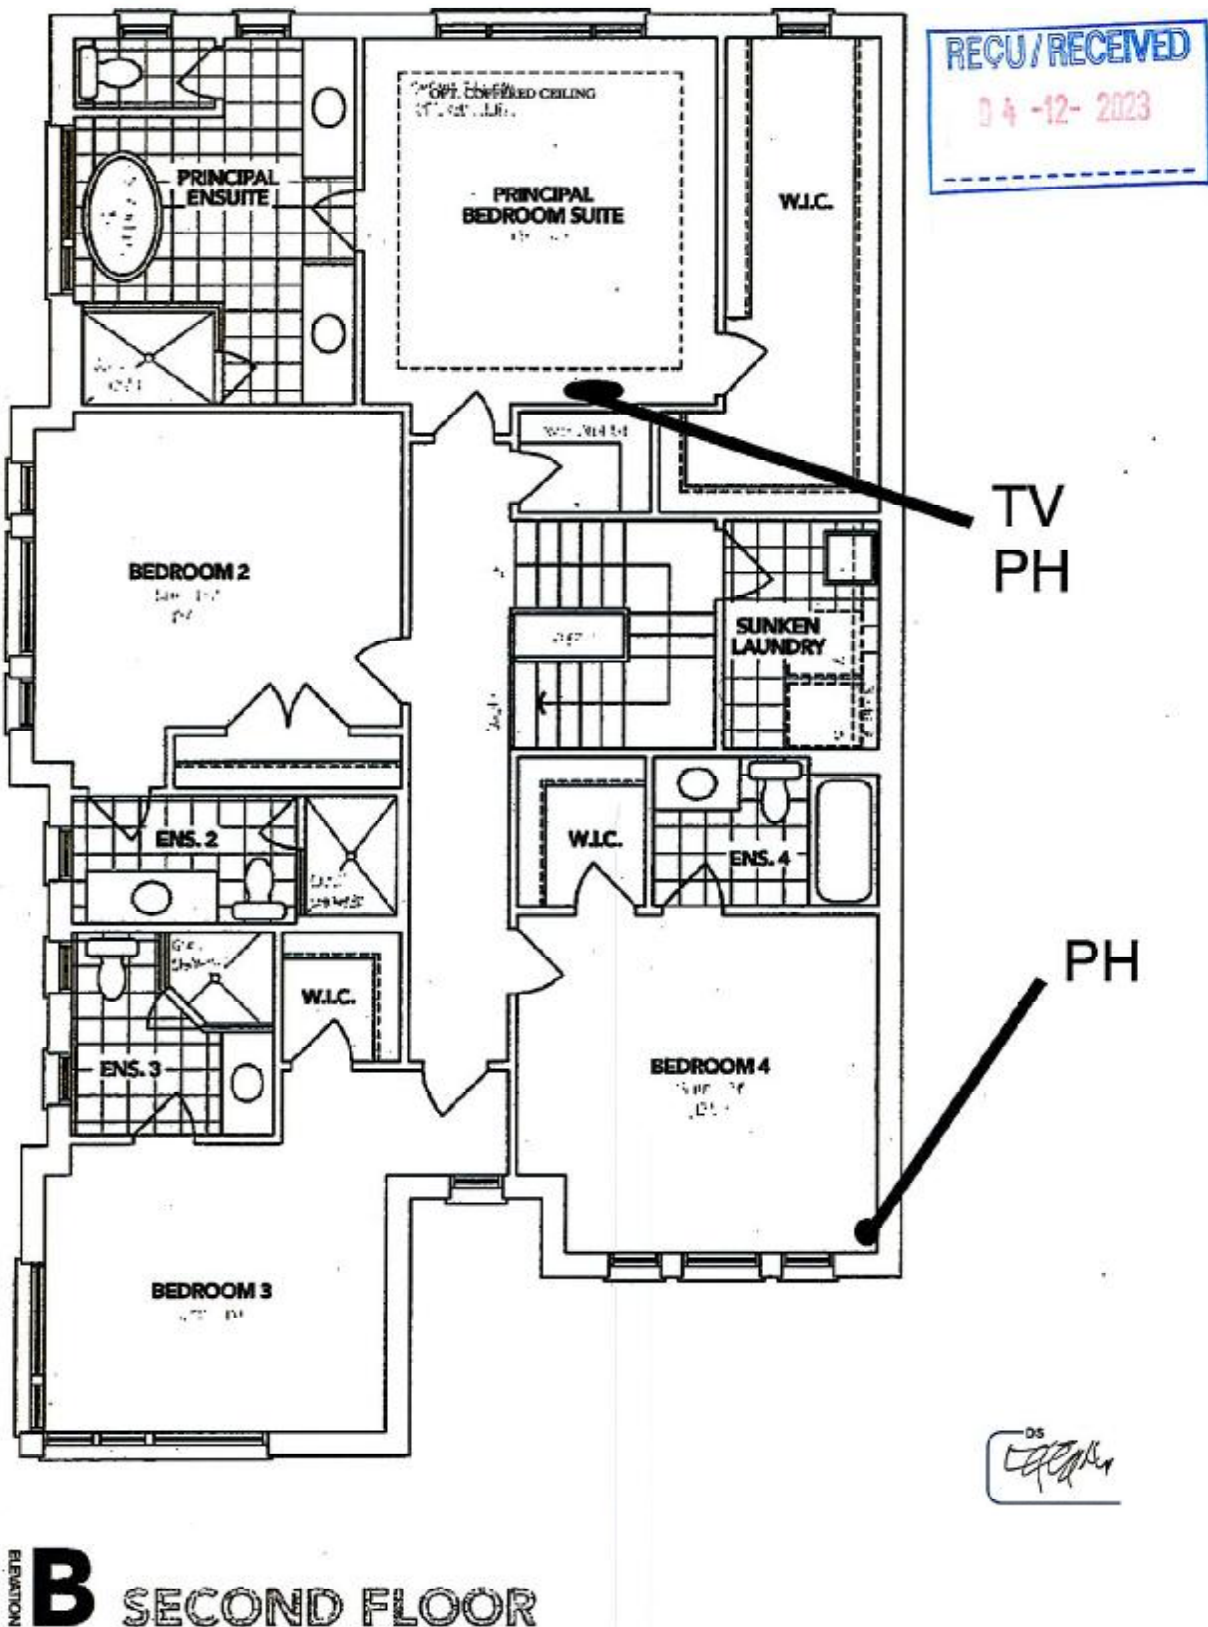 REÇU / RECEIVED
04 -12- 2023
OPT. COFFERED CEILING
PRINCIPAL
ENSUITE
PRINCIPAL
BEDROOM SUITE
W.I.C.
TV
PH
BEDROOM 2
SUNKEN
LAUNDRY
ENS. 2
W.I.C.
ENS. 4
W.I.C.
PH
ENS. 3
BEDROOM 4
BEDROOM 3
DS
ELEVATION
B SECOND FLOOR